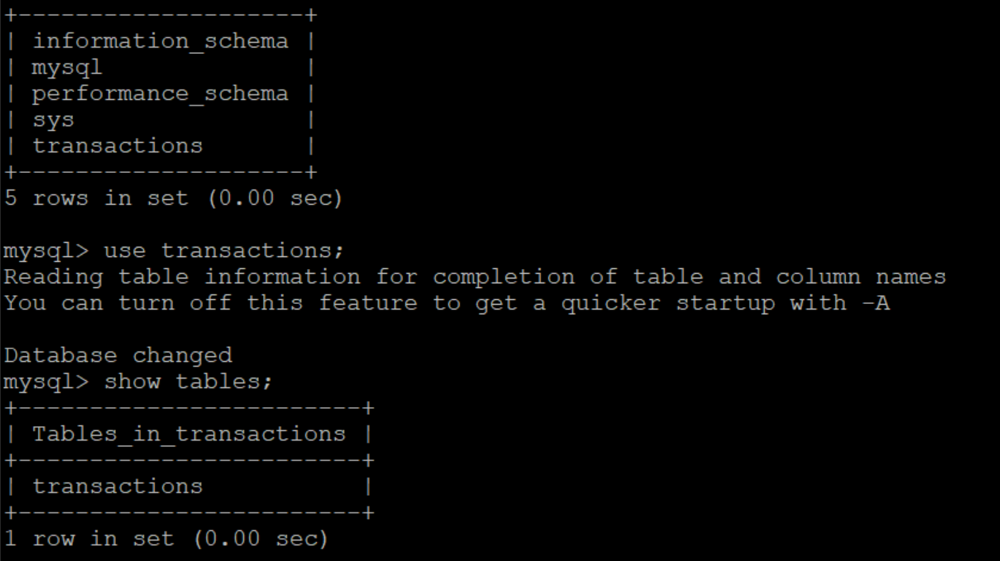 +--------------------+
| information_schema |
| mysql              |
| performance_schema |
| sys                |
| transactions       |
+--------------------+
5 rows in set (0.00 sec)

mysql> use transactions;
Reading table information for completion of table and column names
You can turn off this feature to get a quicker startup with -A

Database changed
mysql> show tables;
+------------------------+
| Tables_in_transactions |
+------------------------+
| transactions           |
+------------------------+
1 row in set (0.00 sec)